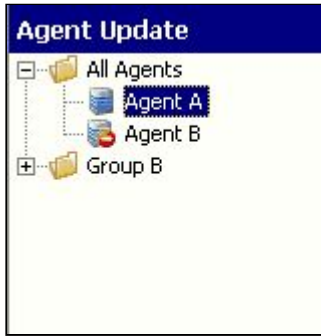 Agent Update
All Agents
Agent A
Agent B
Group B